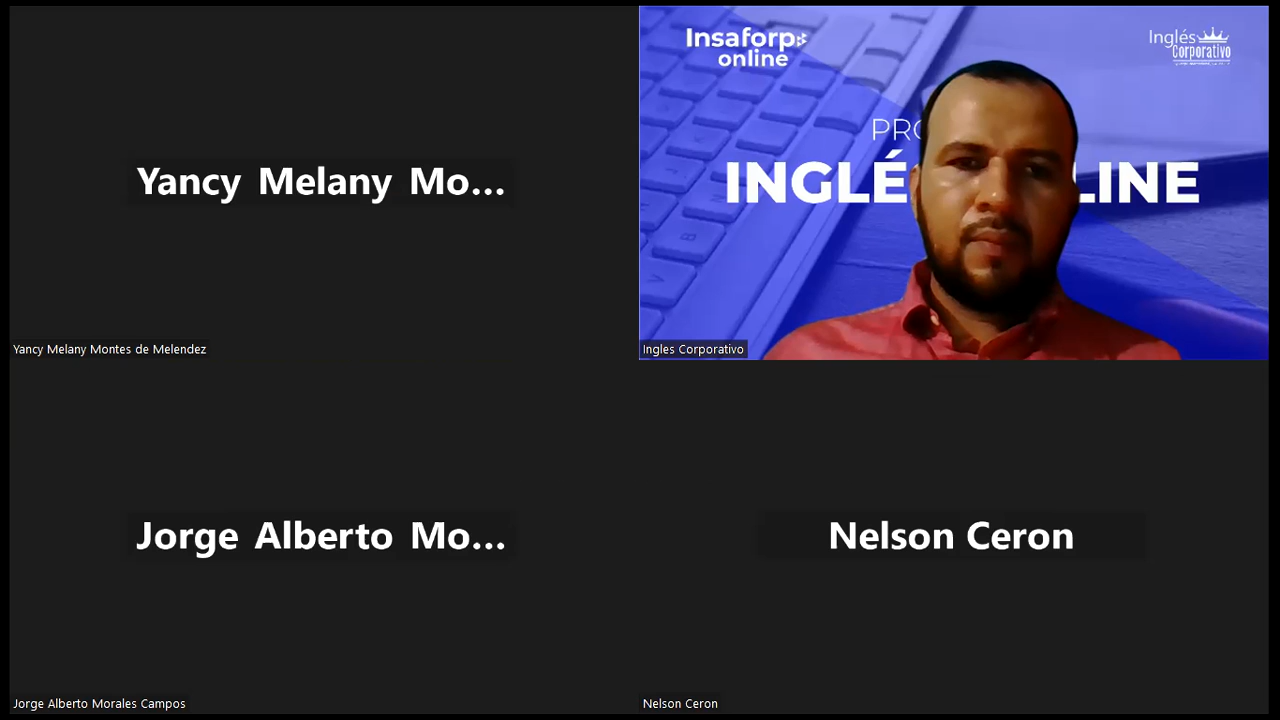 Yancy Melany Mo...
Yancy Melany Montes de Melendez
Insaforp
online
Inglés
Corporativo
PRO
INGLÉ LINE
Ingles Corporativo
Jorge Alberto Mo...
Jorge Alberto Morales Campos
Nelson Ceron
Nelson Ceron